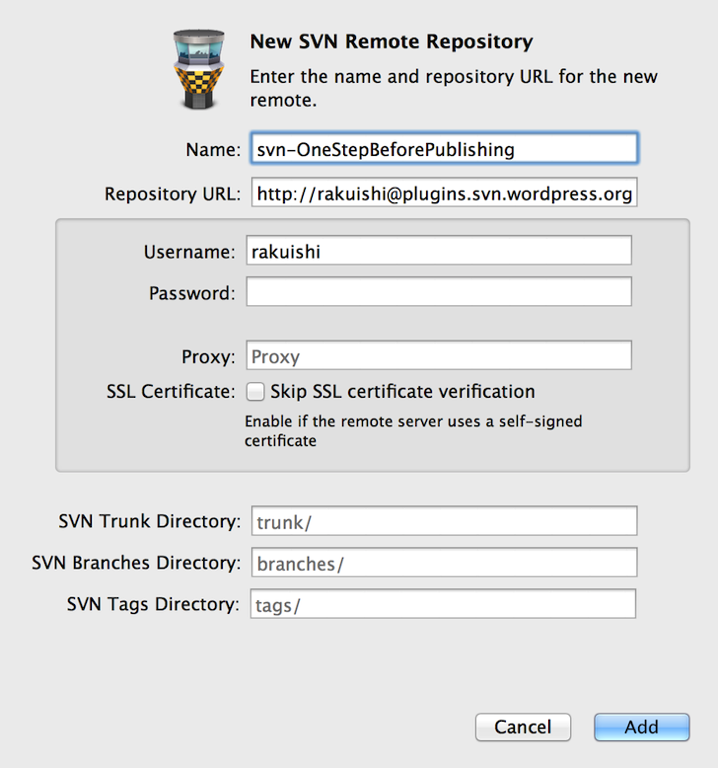 New SVN Remote Repository
Enter the name and repository URL for the new
remote.
Name: svn-OneStepBeforePublishing
Repository URL: http://rakuishi@plugins.svn.wordpress.org
Username: rakuishi
Password:
Proxy: Proxy
SSL Certificate: Skip SSL certificate verification
Enable if the remote server uses a self-signed
certificate
SVN Trunk Directory: trunk/
SVN Branches Directory: branches/
SVN Tags Directory: tags/
Cancel Add